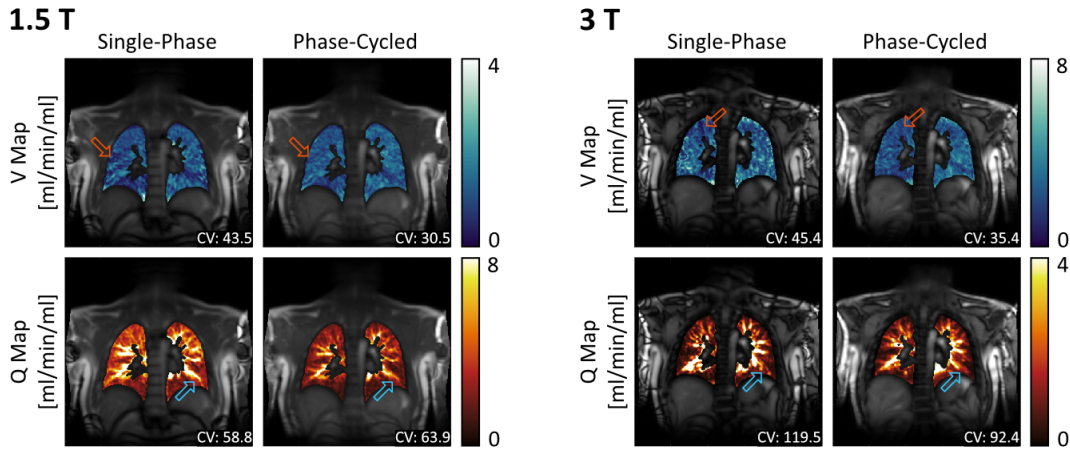 1.5 T
3 T
Single-Phase
Phase-Cycled
Single-Phase
Phase-Cycled
V Map
[ml/min/ml]
CV: 43.5
CV: 30.5
4
0
V Map
[ml/min/ml]
CV: 45.4
CV: 35.4
8
0
Q Map
[ml/min/ml]
CV: 58.8
CV: 63.9
8
0
Q Map
[ml/min/ml]
CV: 119.5
CV: 92.4
4
0